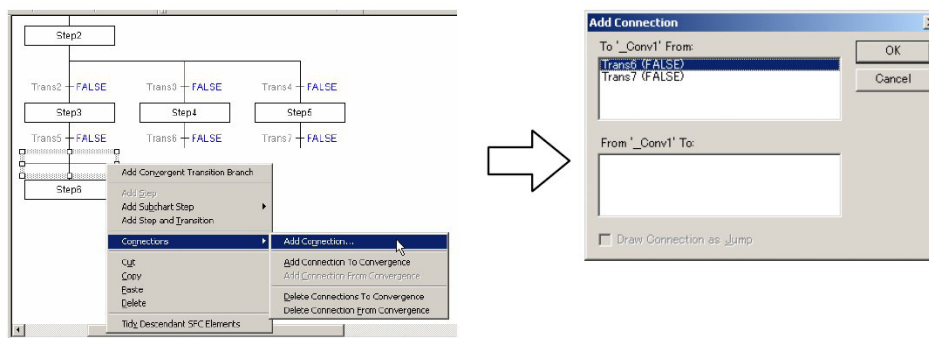 Step2
Trans2 FALSE Trans3 FALSE Trans4 FALSE
Step3 Step4 Step5
Trans5 FALSE Trans6 FALSE Trans7 FALSE
Step6
Add Convergent Transition Branch
Add Step
Add Subchart Step
Add Step and Transition
Connections
Cut
Copy
Paste
Delete
Tidy Descendant SFC Elements
Add Connection...
Add Connection To Convergence
Add Connection From Convergence
Delete Connections To Convergence
Delete Connection From Convergence
Add Connection
To '_Conv1' From:
Trans6 (FALSE)
Trans7 (FALSE)
OK
Cancel
From '_Conv1' To:
Draw Connection as Jump